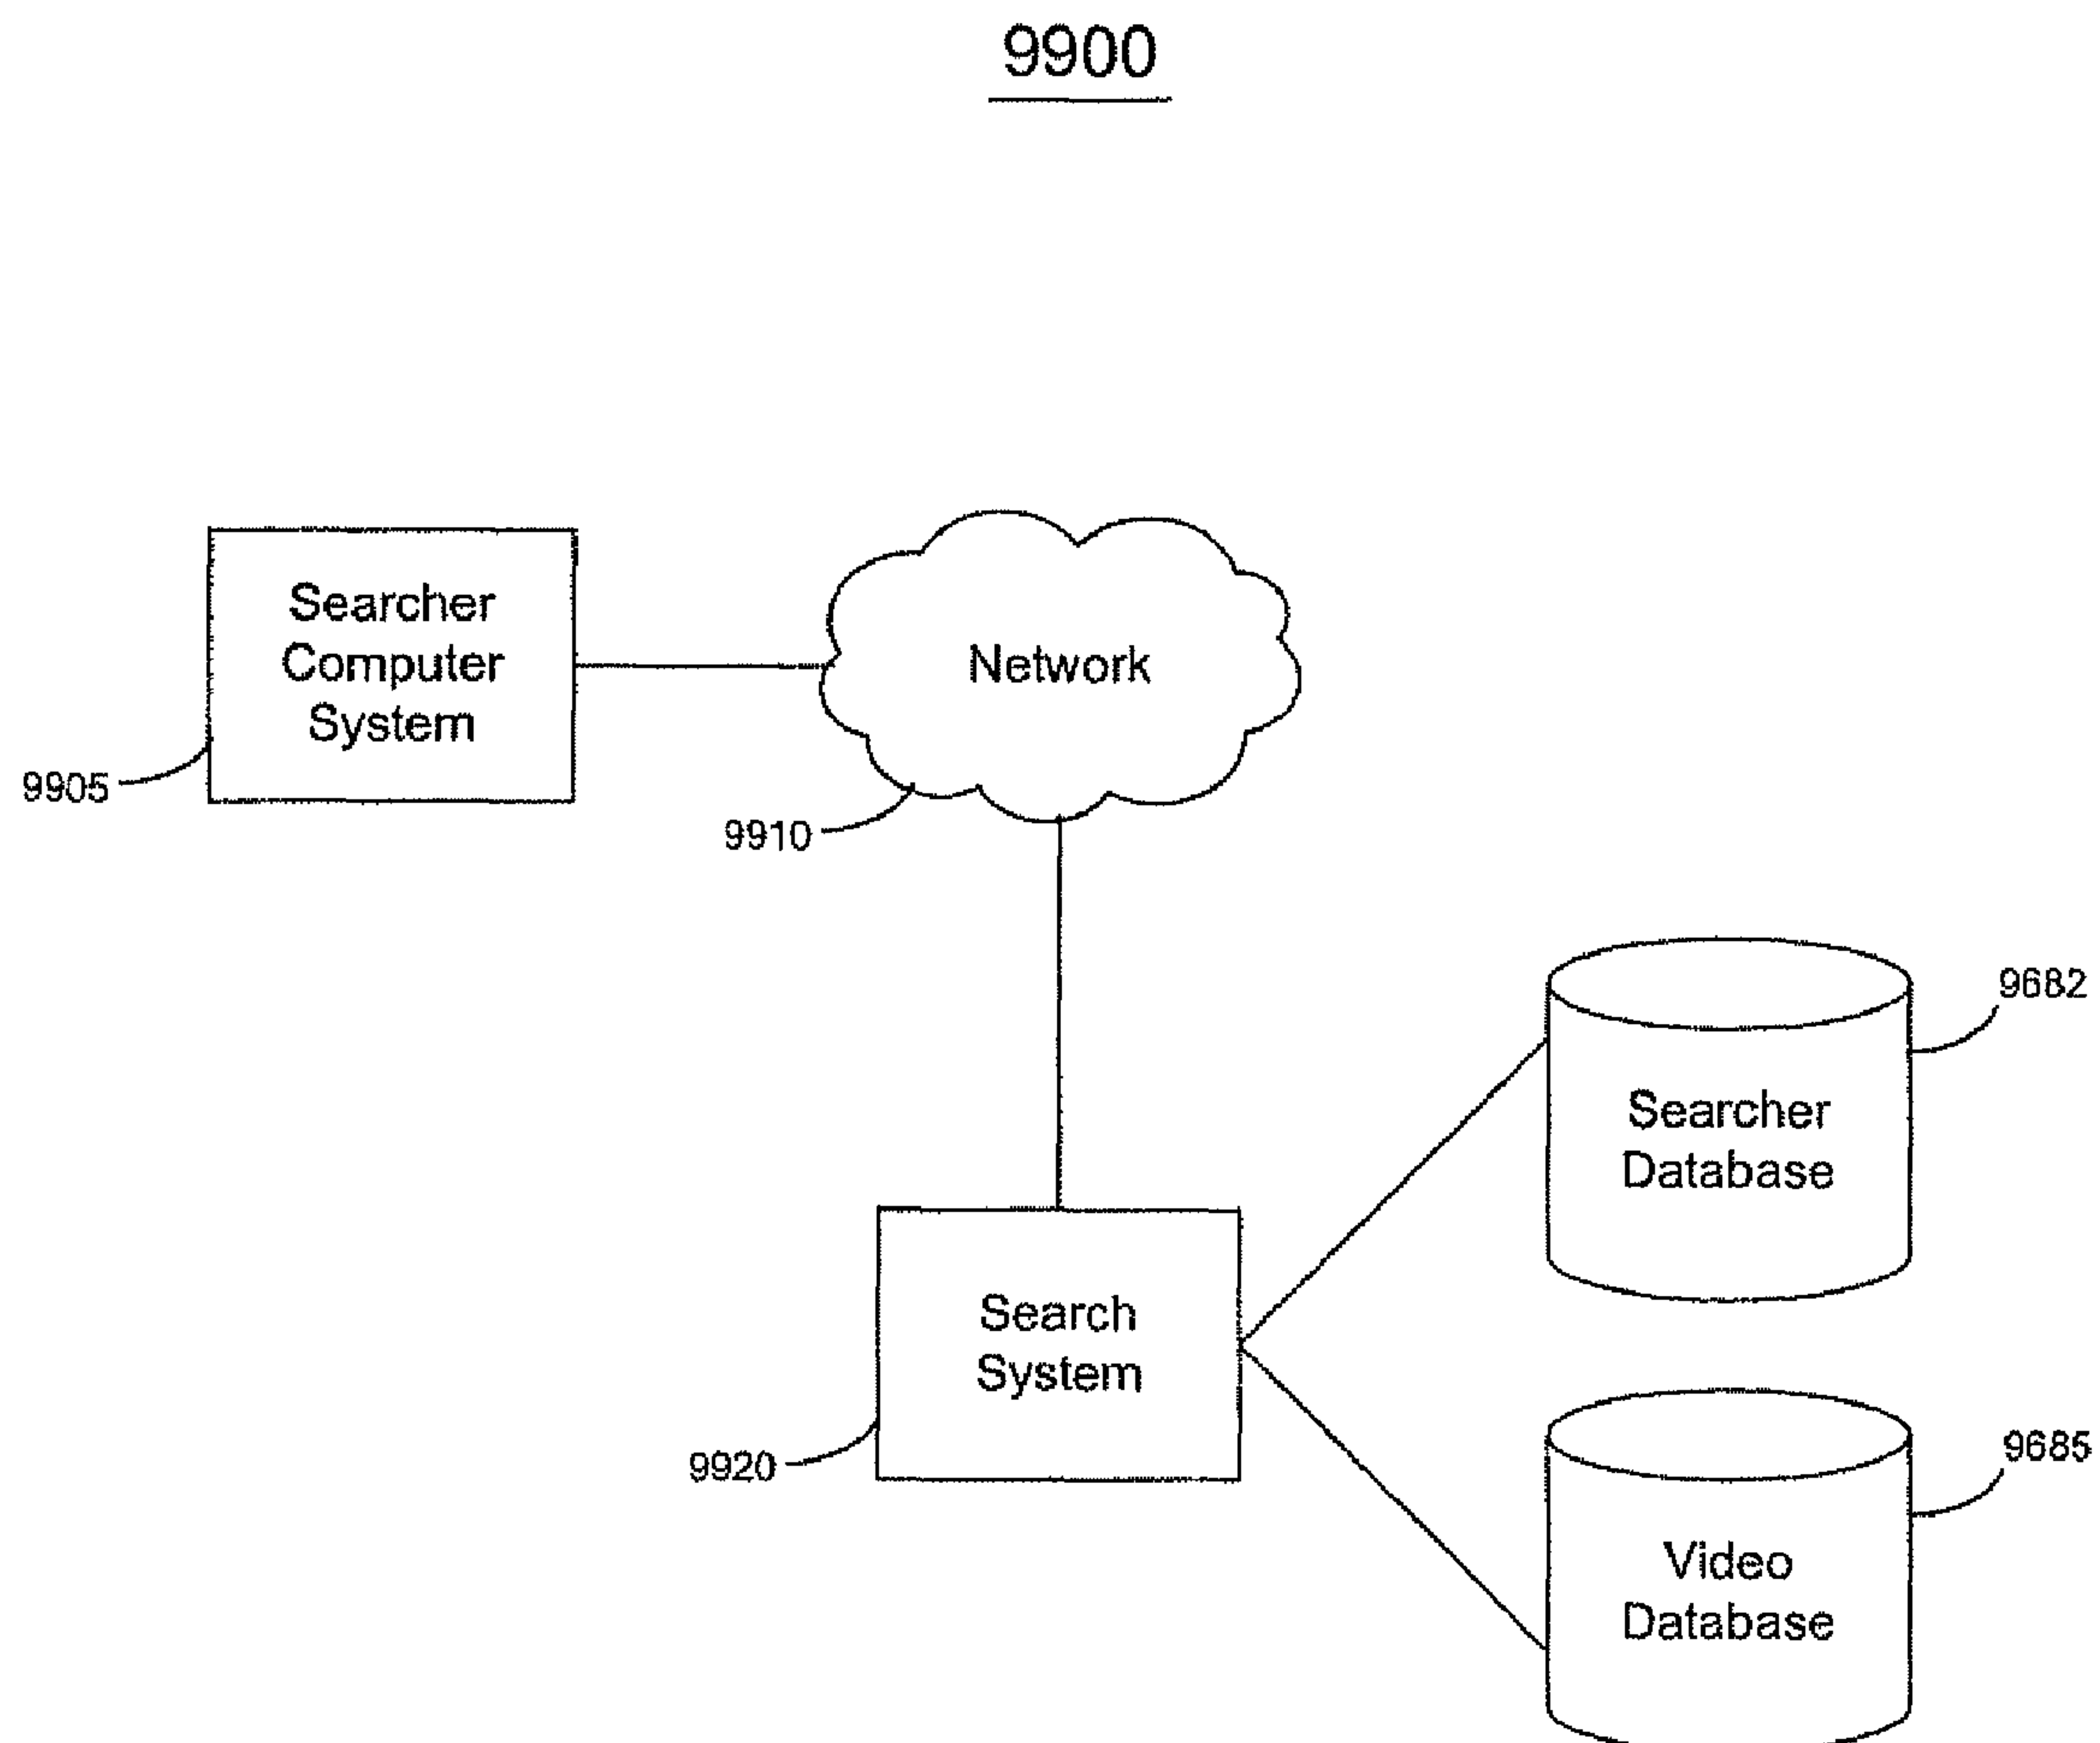 9900
Searcher
Computer
System
9905
Network
9910
9682
Searcher
Database
Search
System
9920
9685
Video
Database